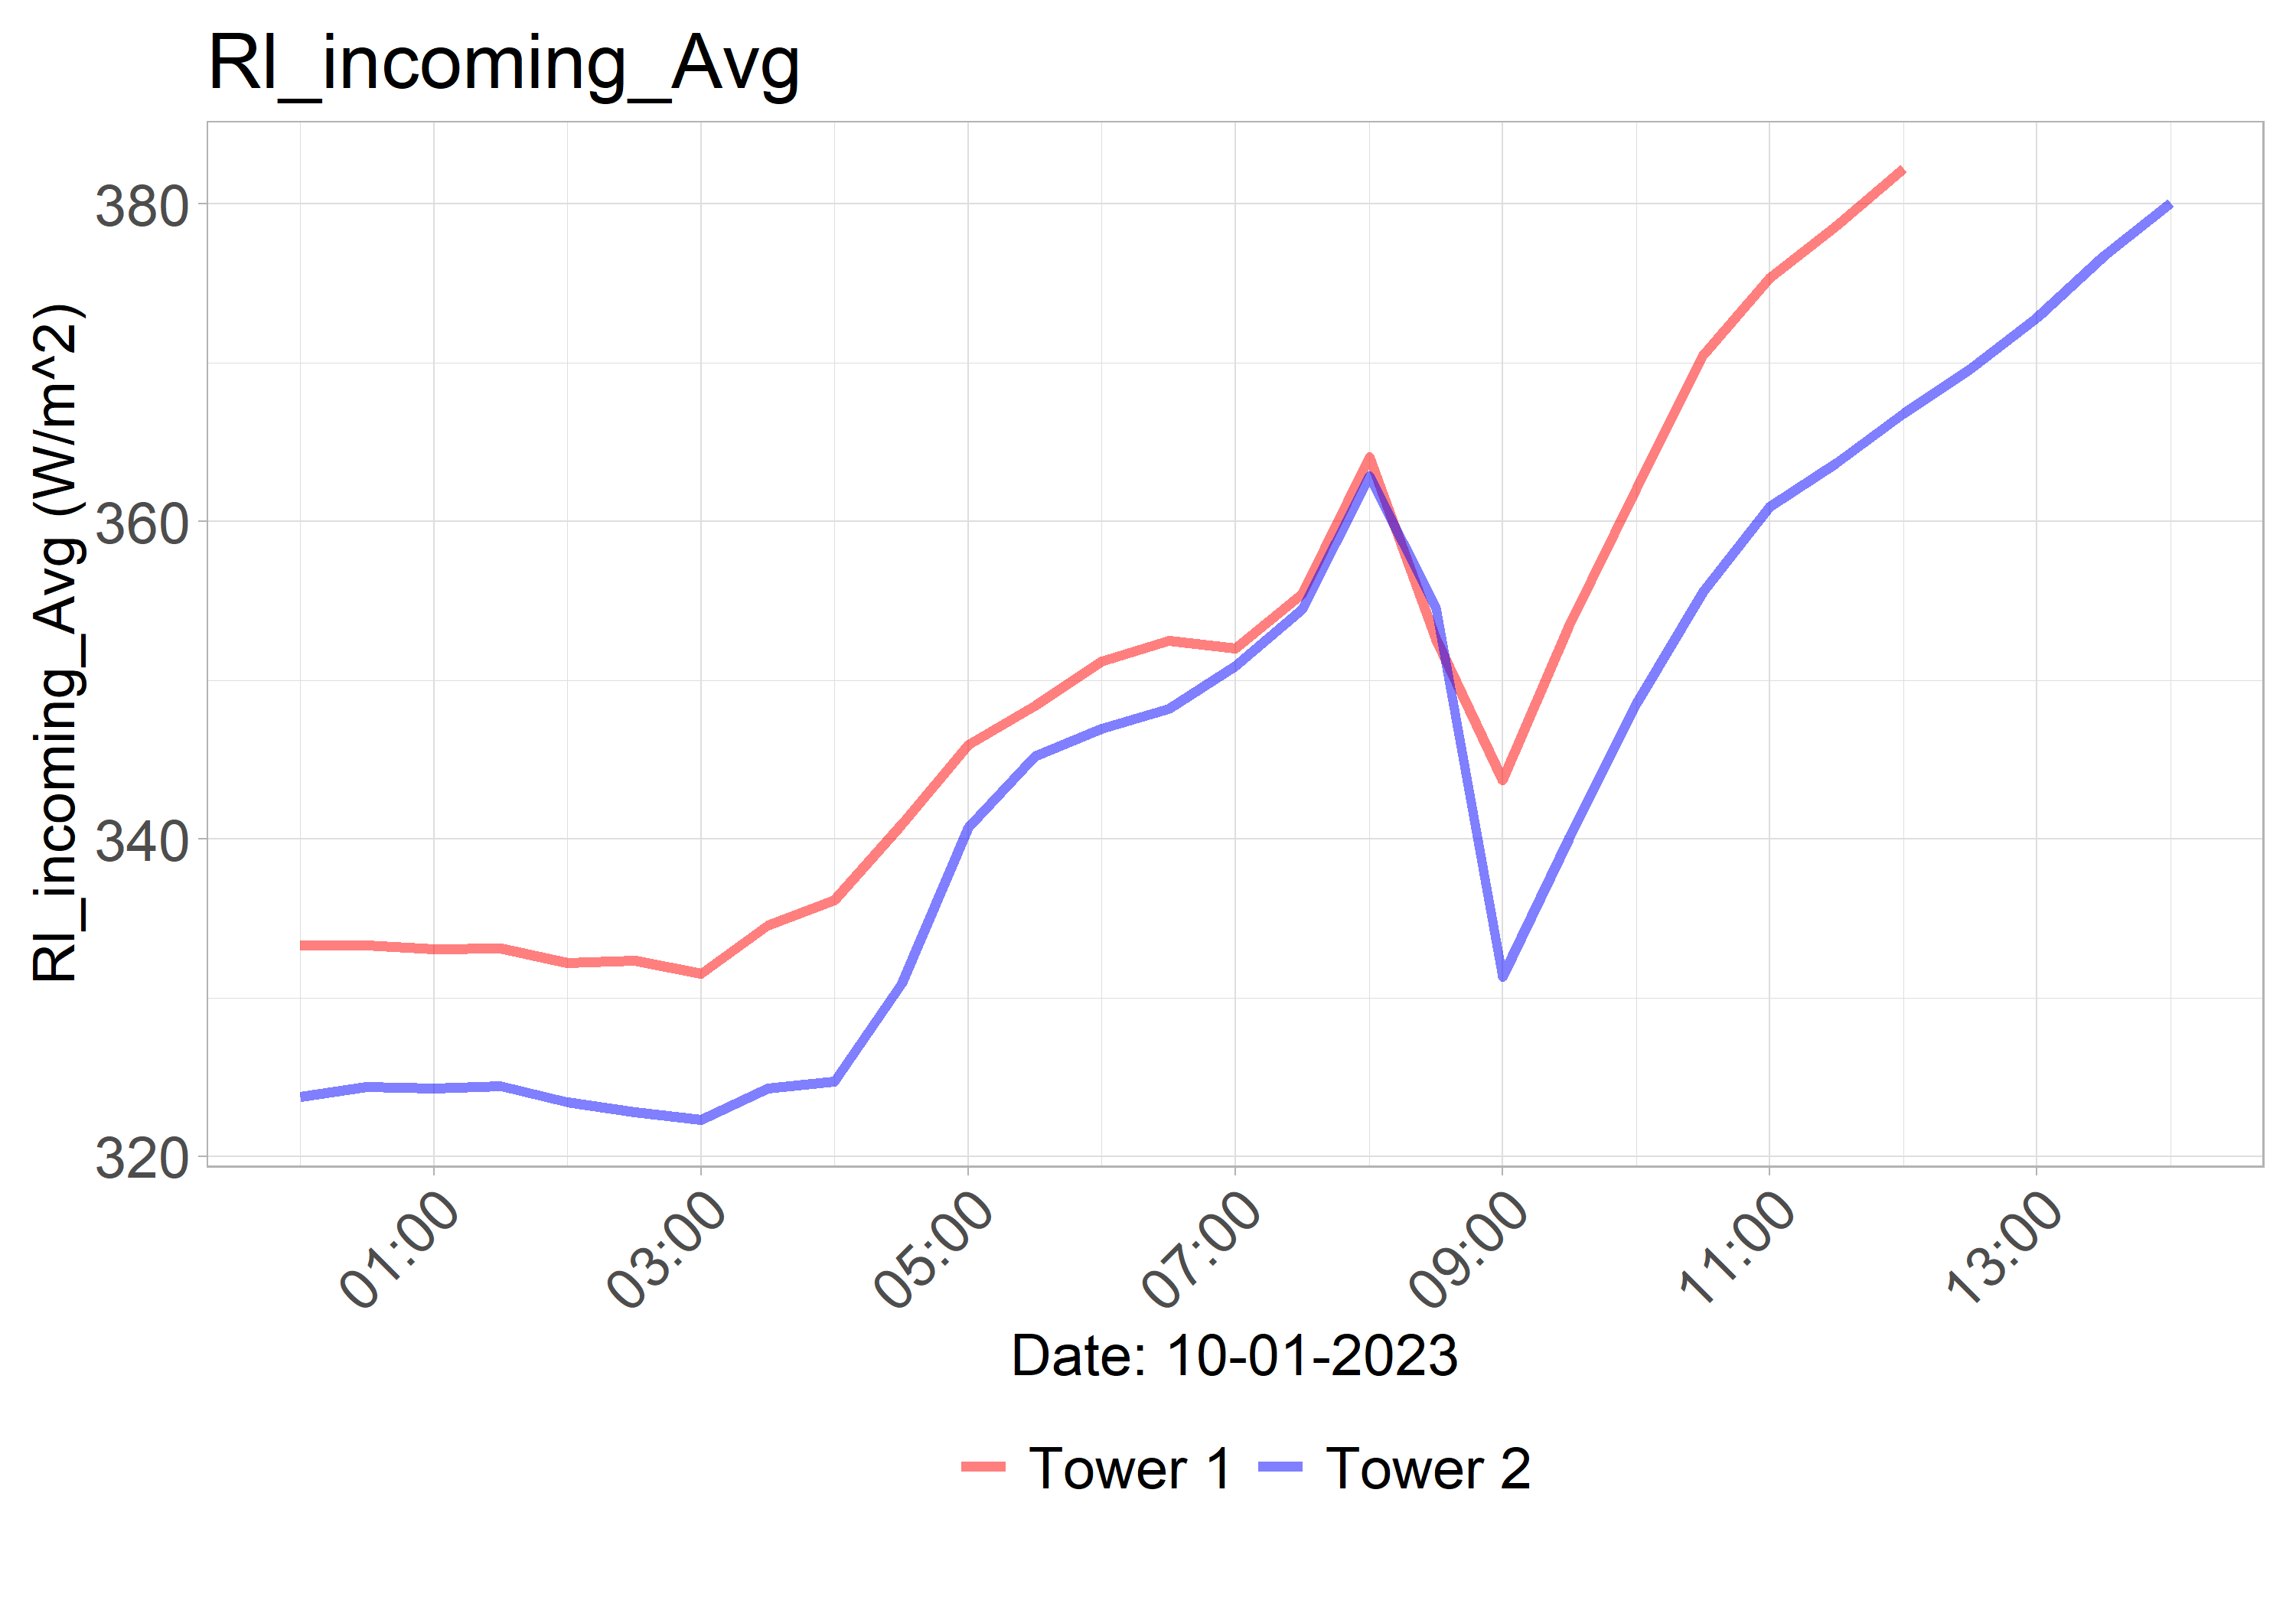 Rl_incoming_Avg
Rl_incoming_Avg (W/m^2)
380
360
340
320
01:00
03:00
05:00
07:00
09:00
11:00
13:00
Date: 10-01-2023
Tower 1
Tower 2